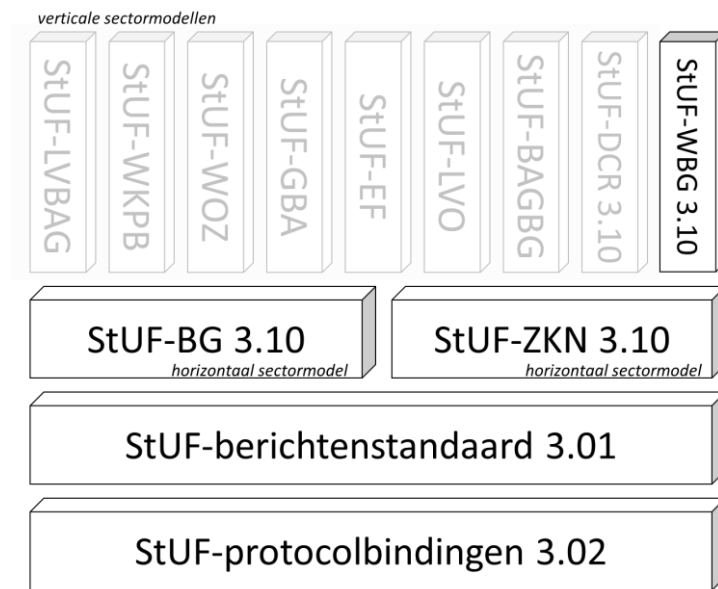 verticale sectormodellen
StUF-LVBAG
StUF-WKPB
StUF-WOZ
StUF-GBA
StUF-EF
StUF-LVO
StUF-BAGBG
StUF-DCR 3.10
StUF-WBG 3.10
StUF-BG 3.10
horizontaal sectormodel
StUF-ZKN 3.10
horizontaal sectormodel
StUF-berichtenstandaard 3.01
StUF-protocolbindingen 3.02